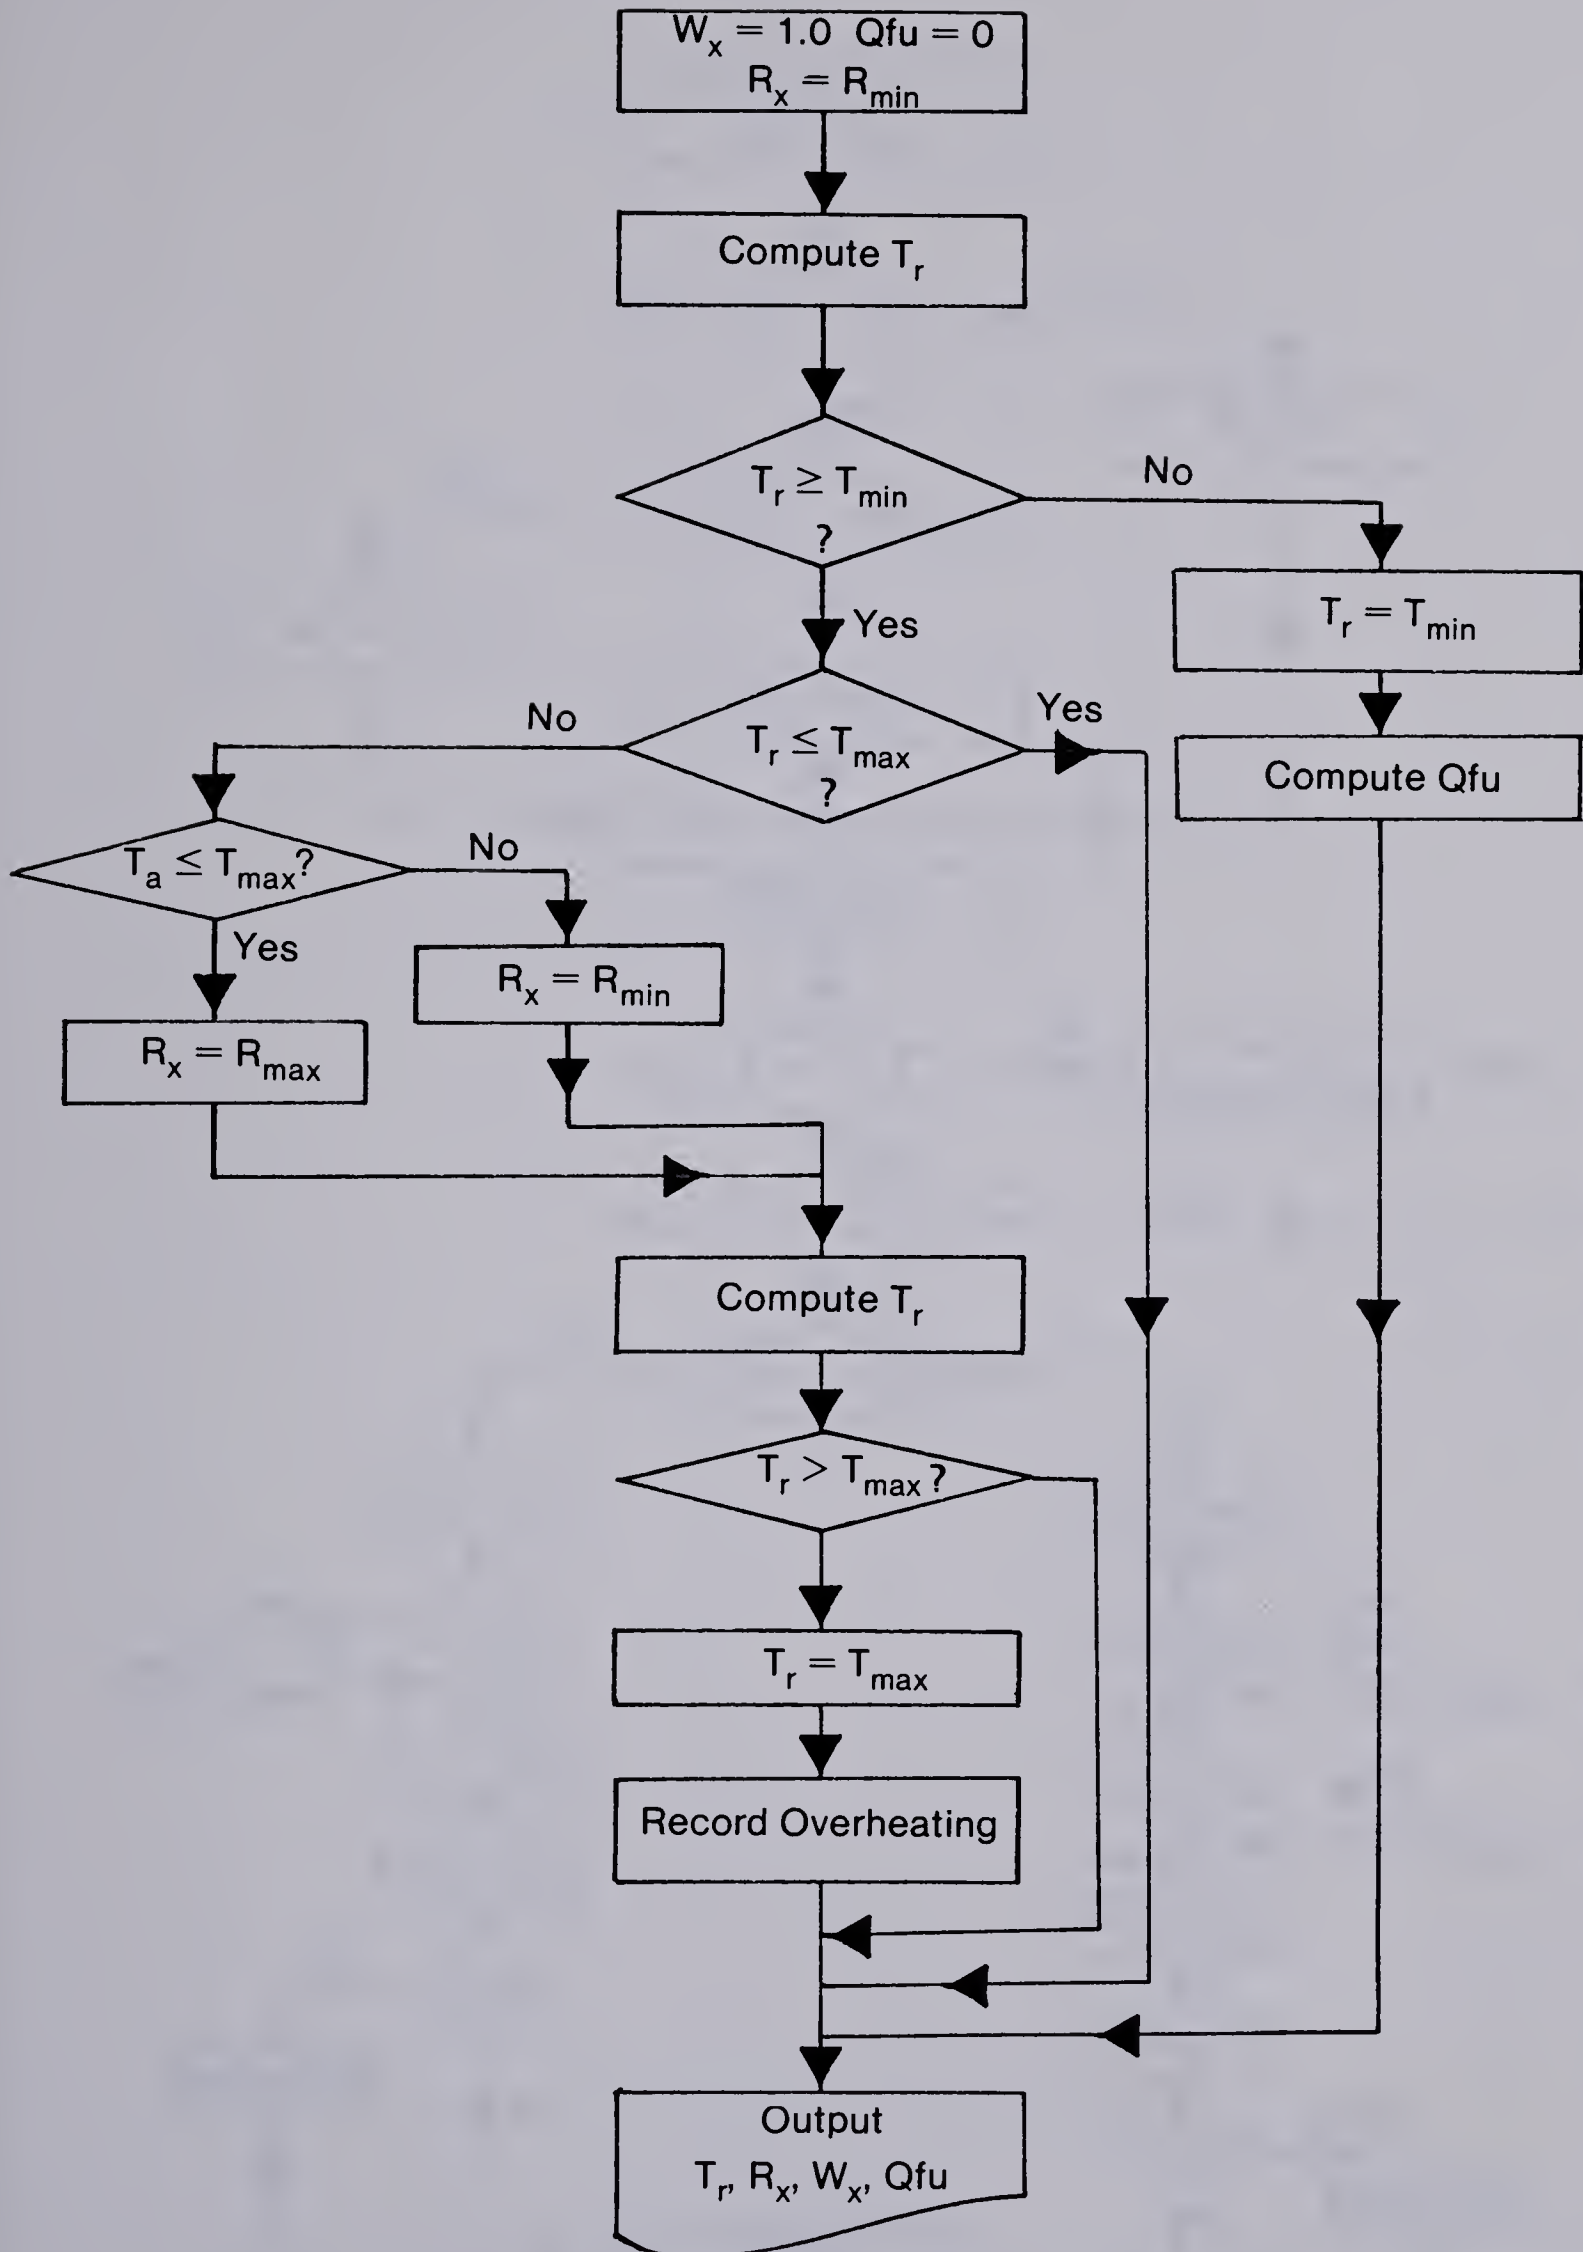 Wx = 1.0 Qfu = 0
Rx = Rmin
Compute Tr
Tr ≥ Tmin
?
No
Yes
Tr = Tmin
Compute Qfu
Tr ≤ Tmax
?
Yes
No
Ta ≤ Tmax?
No
Yes
Rx = Rmin
Rx = Rmax
Compute Tr
Tr > Tmax?
Tr = Tmax
Record Overheating
Output
Tr, Rx, Wx, Qfu